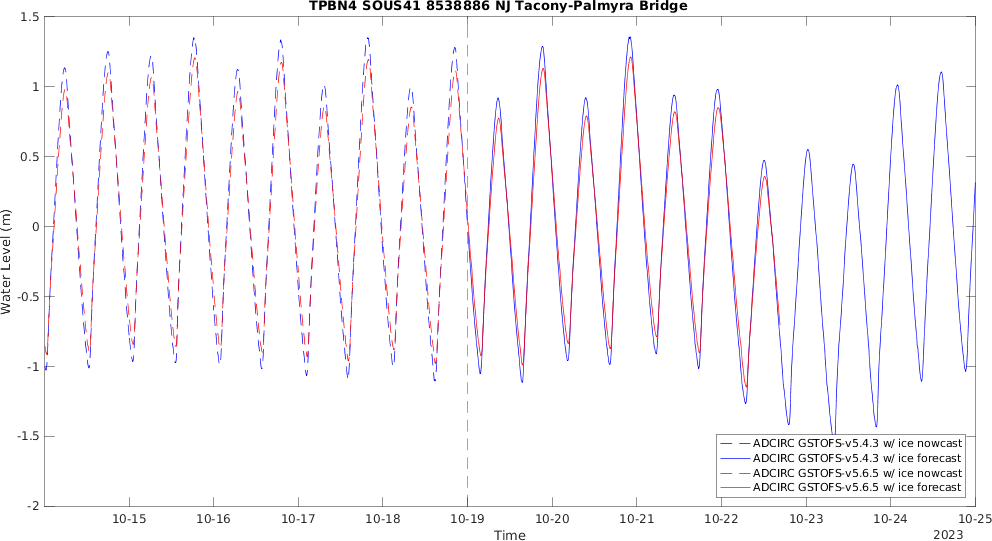 TPBN4 SOUS41 8538886 NJ Tacony-Palmyra Bridge
1.5
1
0.5
0
-0.5
-1
-1.5
-2
Water Level (m)
ADCIRC GSTOFS-v5.4.3 w/ ice nowcast
ADCIRC GSTOFS-v5.4.3 w/ ice forecast
ADCIRC GSTOFS-v5.6.5 w/ ice nowcast
ADCIRC GSTOFS-v5.6.5 w/ ice forecast
10-15 10-16 10-17 10-18 10-19 10-20 10-21 10-22 10-23 10-24 10-25
Time
2023